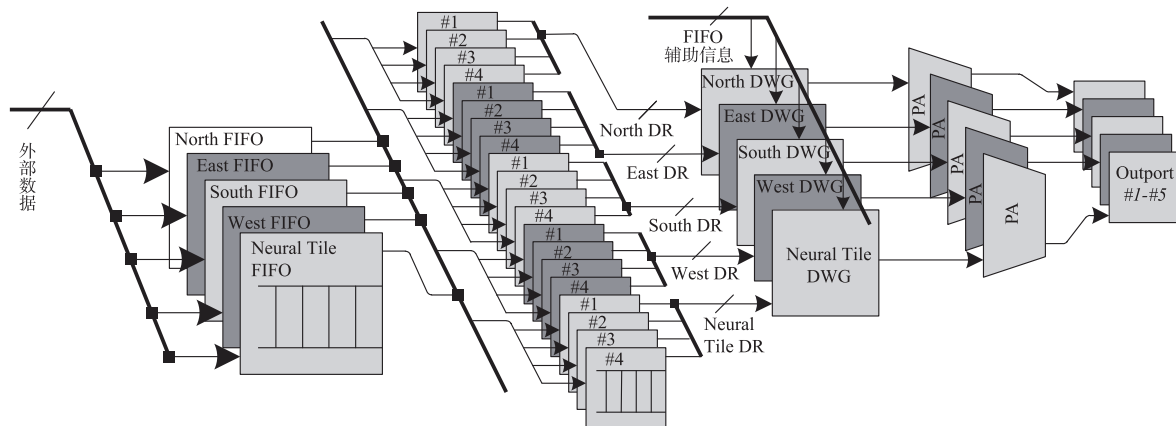 外部数据
North FIFO
East FIFO
South FIFO
West FIFO
Neural Tile
FIFO
#1
#2
#3
#4
#1
#2
#3
#4
#1
#2
#3
#4
#1
#2
#3
#4
#1
#2
#3
#4
North DR
East DR
South DR
West DR
Neural
Tile DR
FIFO
辅助信息
North DWG
East DWG
South DWG
West DWG
Neural Tile
DWG
PA
PA
PA
PA
PA
Outport
#1-#5